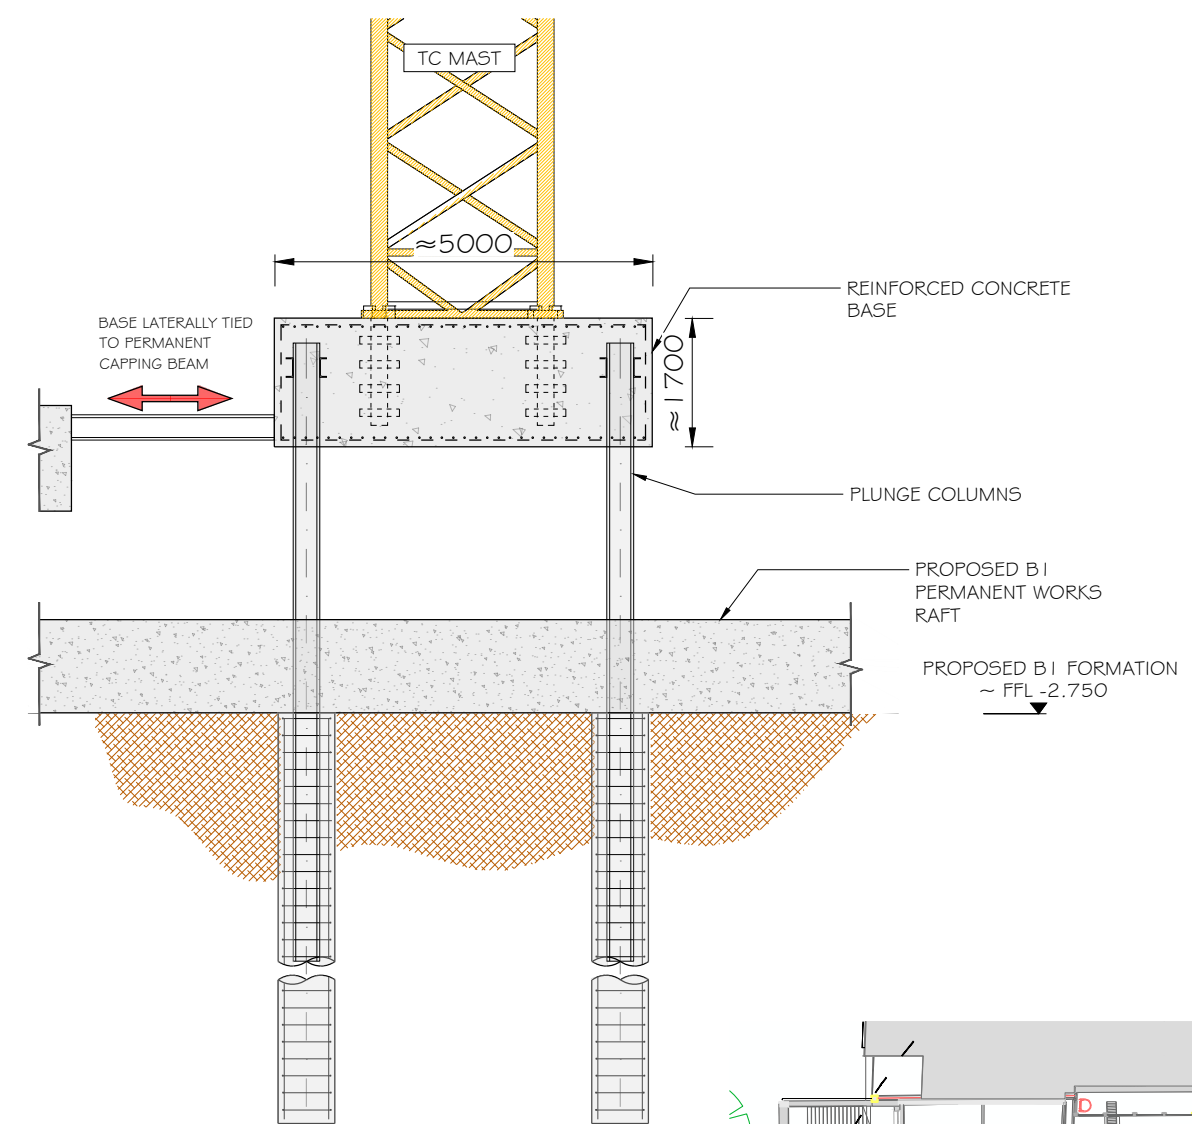 TC MAST
≈5000
REINFORCED CONCRETE
BASE
BASE LATERALLY TIED
TO PERMANENT
CAPPING BEAM
≈1700
PLUNGE COLUMNS
PROPOSED B1
PERMANENT WORKS
RAFT
PROPOSED B1 FORMATION
~ FFL -2.750
D